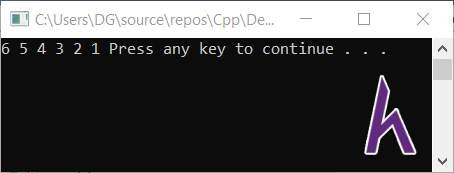 C:\Users\DG\source\repos\Cpp\De...
6 5 4 3 2 1 Press any key to continue . . .